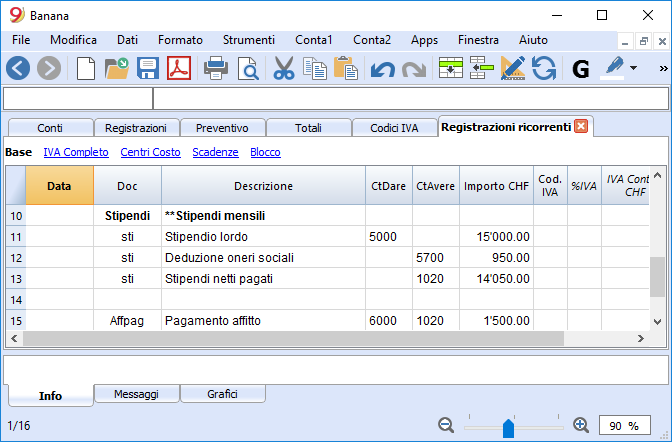 Banana
File Modifica Dati Formato Strumenti Conta1 Conta2 Apps Finestra Aiuto
G »
Conti Registrazioni Preventivo Totali Codici IVA Registrazioni ricorrenti
Base IVA Completo Centri Costo Scadenze Blocco
Data Doc Descrizione CtDare CtAvere Importo CHF Cod. IVA %IVA IVA Cont CHF
10 Stipendi **Stipendi mensili
11 sti Stipendio lordo 5000 15'000.00
12 sti Deduzione oneri sociali 5700 950.00
13 sti Stipendi netti pagati 1020 14'050.00
14
15 Affpag Pagamento affitto 6000 1020 1'500.00
Info Messaggi Grafici
1/16 90 %